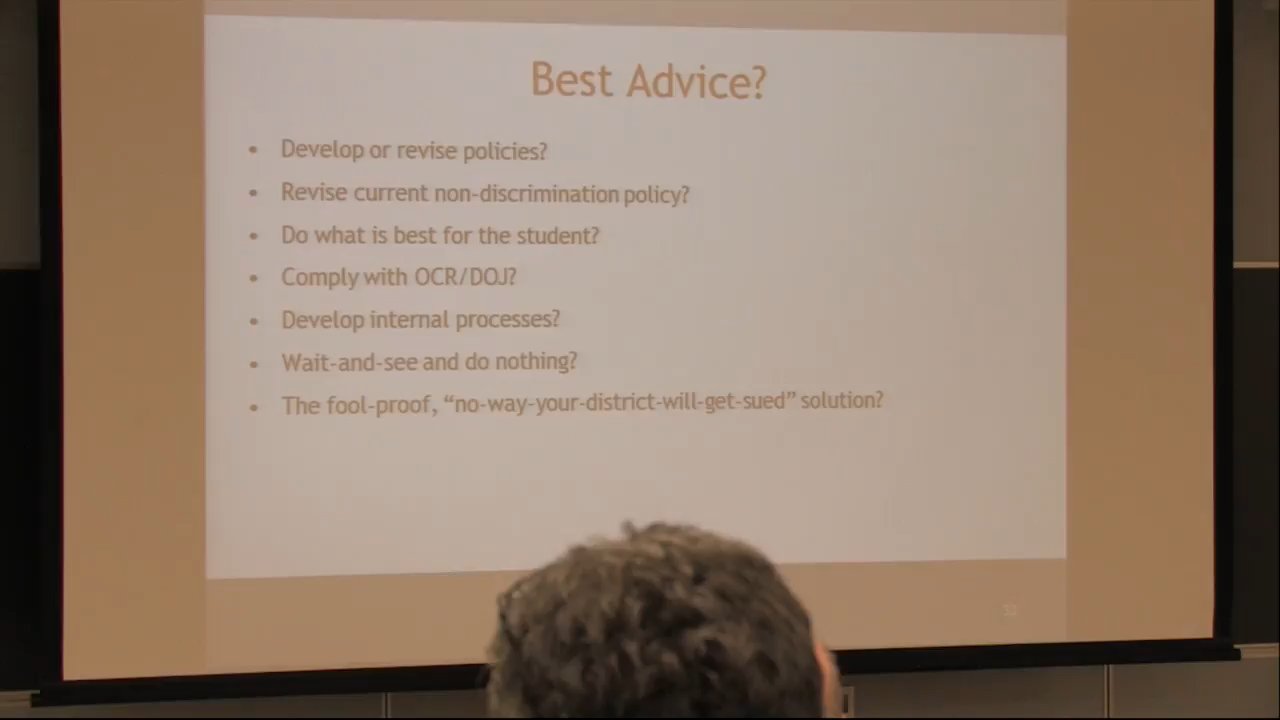 Best Advice?
• Develop or revise policies?
• Revise current non-discrimination policy?
• Do what is best for the student?
• Comply with OCR/DOJ?
• Develop internal processes?
• Wait-and-see and do nothing?
• The fool-proof, “no-way-your-district-will-get-sued” solution?